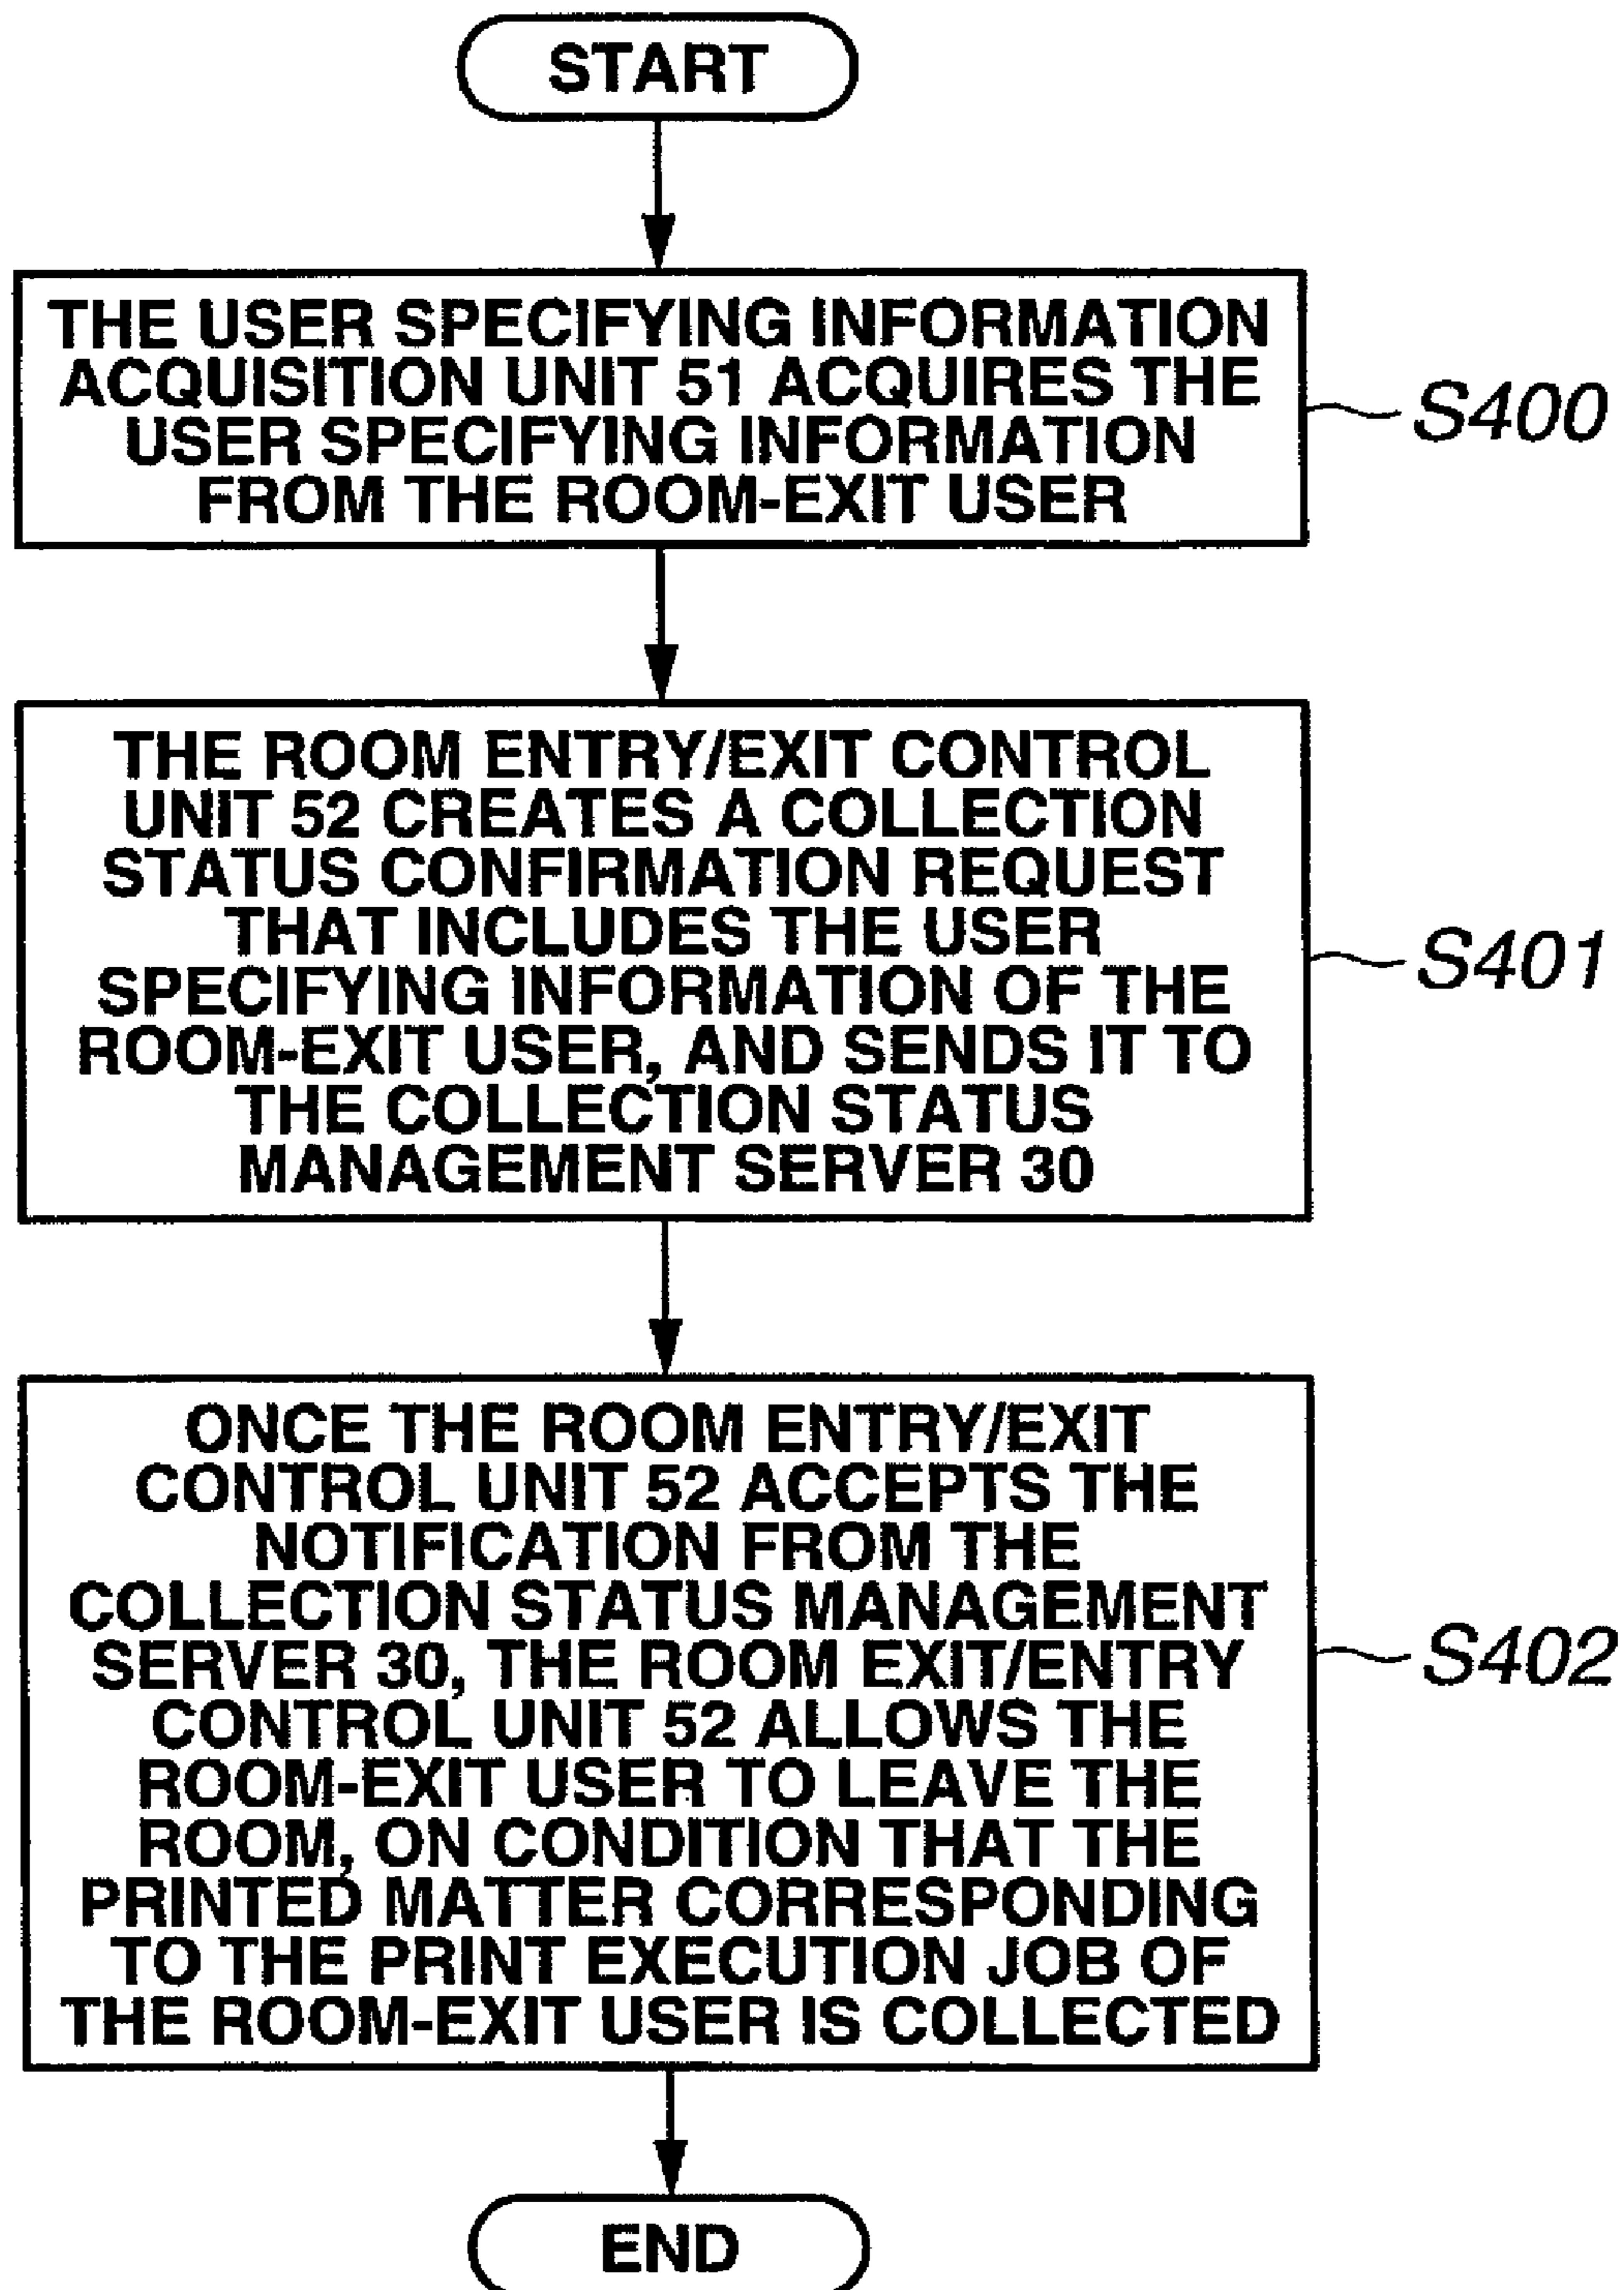 START
THE USER SPECIFYING INFORMATION
ACQUISITION UNIT 51 ACQUIRES THE
USER SPECIFYING INFORMATION
FROM THE ROOM-EXIT USER
S400
THE ROOM ENTRY/EXIT CONTROL
UNIT 52 CREATES A COLLECTION
STATUS CONFIRMATION REQUEST
THAT INCLUDES THE USER
SPECIFYING INFORMATION OF THE
ROOM-EXIT USER, AND SENDS IT TO
THE COLLECTION STATUS
MANAGEMENT SERVER 30
S401
ONCE THE ROOM ENTRY/EXIT
CONTROL UNIT 52 ACCEPTS THE
NOTIFICATION FROM THE
COLLECTION STATUS MANAGEMENT
SERVER 30, THE ROOM EXIT/ENTRY
CONTROL UNIT 52 ALLOWS THE
ROOM-EXIT USER TO LEAVE THE
ROOM, ON CONDITION THAT THE
PRINTED MATTER CORRESPONDING
TO THE PRINT EXECUTION JOB OF
THE ROOM-EXIT USER IS COLLECTED
S402
END